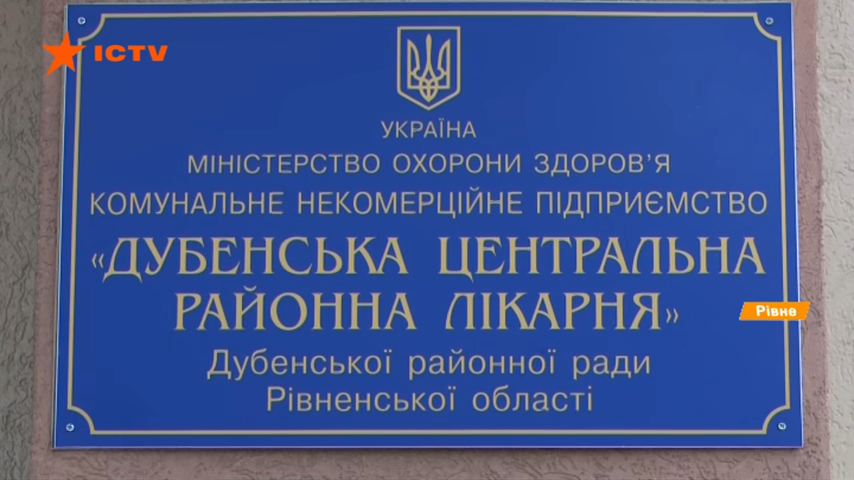 ICTV
УКРАЇНА
МІНІСТЕРСТВО ОХОРОНИ ЗДОРОВ'Я
КОМУНАЛЬНЕ НЕКОМЕРЦІЙНЕ ПІДПРИЄМСТВО
«ДУБЕНСЬКА ЦЕНТРАЛЬНА
РАЙОННА ЛІКАРНЯ»
Рівне
Дубенської районної ради
Рівненської області